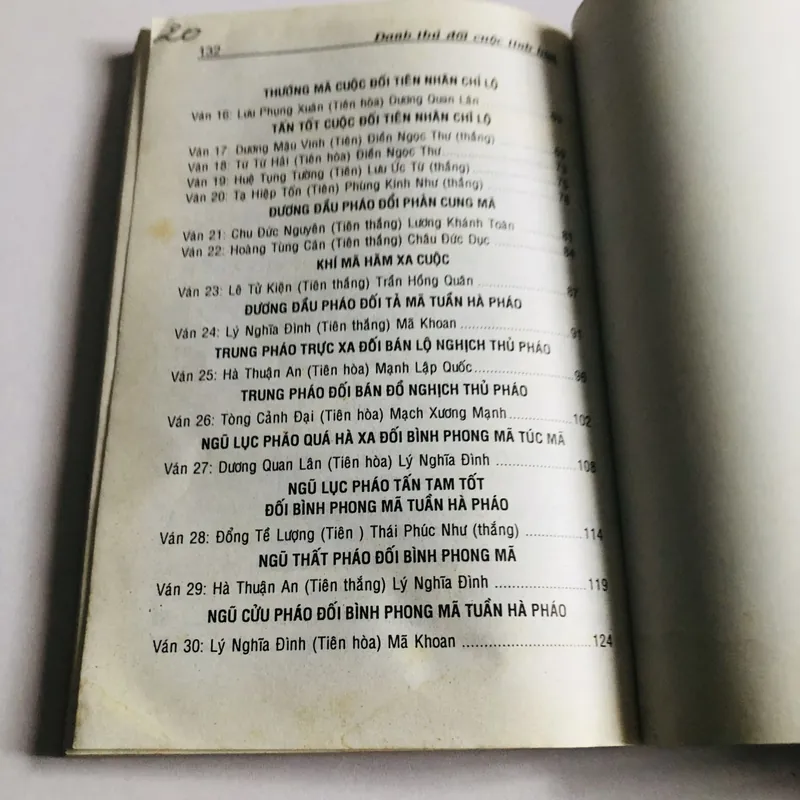 20
132 Danh thủ đối cuộc tinh
THƯỚNG MÃ CUỘC ĐỐI TIÊN NHÂN CHỈ LỘ
Ván 16: Lưu Phụng Xuân (Tiên hòa) Dương Quan Lân
TẤN TỐT CUỘC ĐỐI TIÊN NHÂN CHỈ LỘ
Ván 17: Dương Mậu Vinh (Tiên) Điền Ngọc Thư (thắng)
Ván 18: Từ Từ Hải (Tiên hòa) Điền Ngọc Thư
Ván 19: Huệ Tụng Tường (Tiên) Lưu Ức Từ (thắng) 73
Ván 20: Tạ Hiệp Tốn (Tiên) Phùng Kính Như (thắng)
ĐƯƠNG ĐẦU PHÁO ĐỐI PHẢN CUNG MÃ
Ván 21: Chu Đức Nguyên (Tiên thắng) Lương Khánh Toàn 81
Ván 22: Hoàng Tùng Cân (Tiên thắng) Châu Đức Dục 84
KHÍ MÃ HÃM XA CUỘC
Ván 23: Lê Tử Kiện (Tiên thắng) Trần Hồng Quân 87
ĐƯƠNG ĐẦU PHÁO ĐỐI TẢ MÃ TUẦN HÀ PHÁO
Ván 24: Lý Nghĩa Đình (Tiên thắng) Mã Khoan 91
TRUNG PHÁO TRỰC XA ĐỐI BÁN LỘ NGHỊCH THỦ PHÁO
Ván 25: Hà Thuận An (Tiên hòa) Mạnh Lập Quốc 96
TRUNG PHÁO ĐỐI BÁN ĐỒ NGHỊCH THỦ PHÁO
Ván 26: Tòng Cảnh Đại (Tiên hòa) Mạch Xương Mạnh 102
NGŨ LỤC PHÁO QUÁ HÀ XA ĐỐI BÌNH PHONG MÃ TÚC MÃ
Ván 27: Dương Quan Lân (Tiên hòa) Lý Nghĩa Đình 108
NGŨ LỤC PHÁO TẤN TAM TỐT
ĐỐI BÌNH PHONG MÃ TUẦN HÀ PHÁO
Ván 28: Đổng Tề Lượng (Tiên ) Thái Phúc Như (thắng) 114
NGŨ THẤT PHÁO ĐỐI BÌNH PHONG MÃ
Ván 29: Hà Thuận An (Tiên thắng) Lý Nghĩa Đình 119
NGŨ CỬU PHÁO ĐỐI BÌNH PHONG MÃ TUẦN HÀ PHÁO
Ván 30: Lý Nghĩa Đình (Tiên hòa) Mã Khoan 124